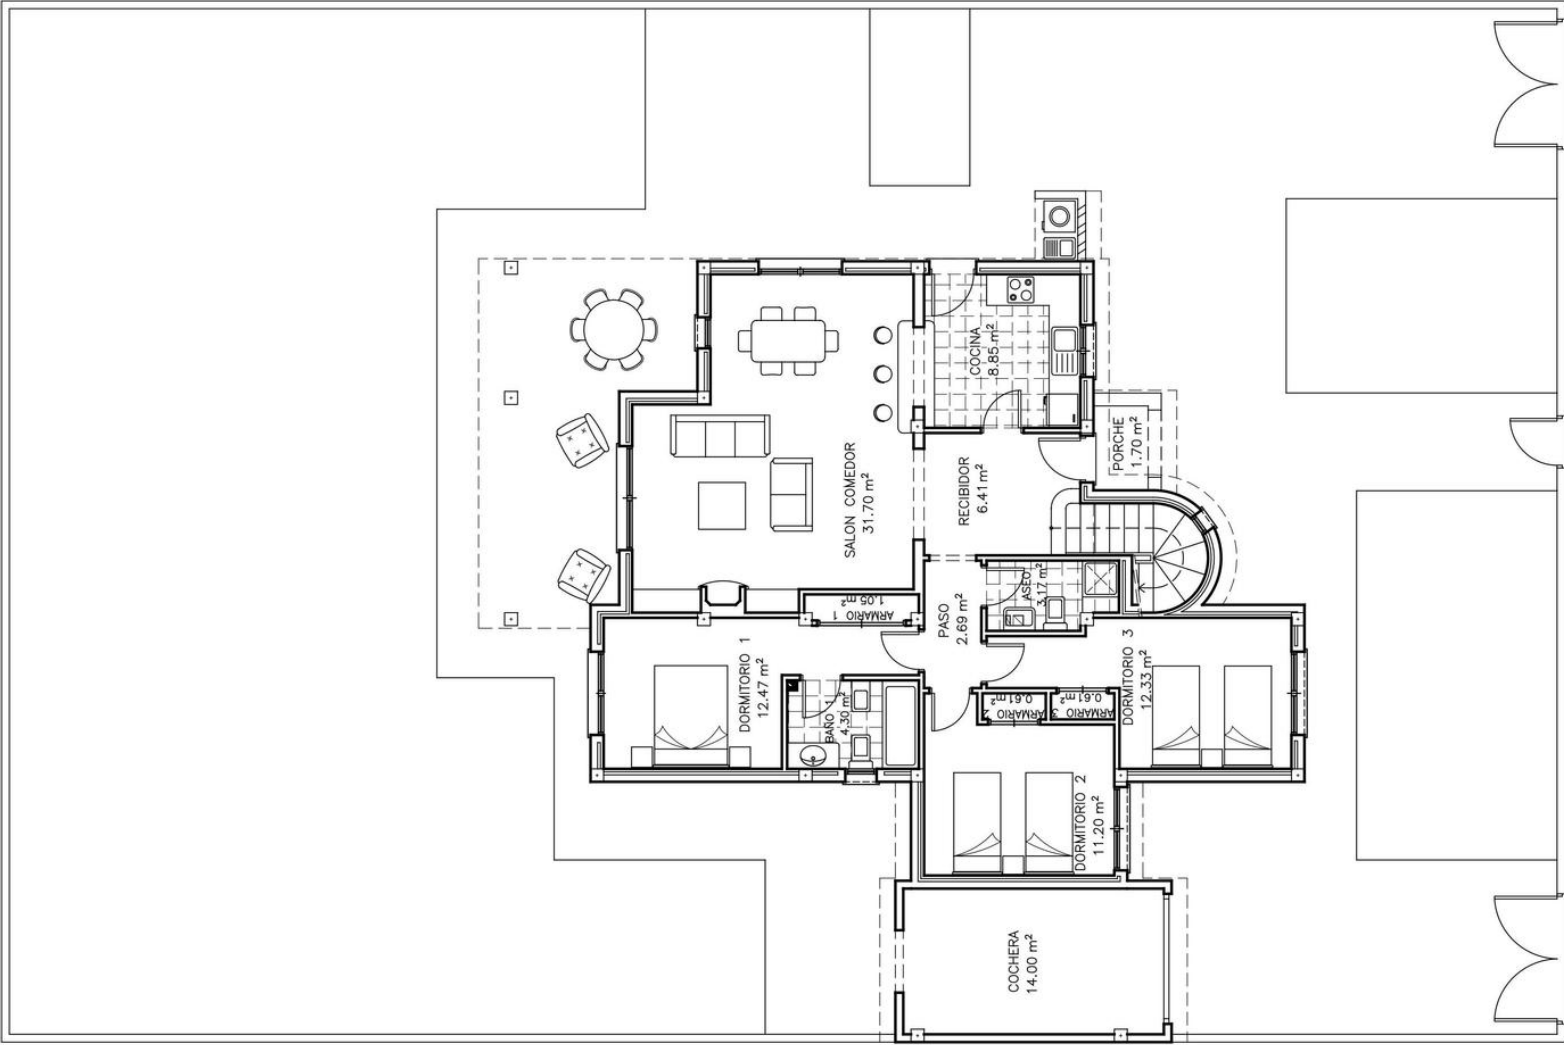 COCINA
8.85 m²
PORCHE
1.70 m²
SALON COMEDOR
31.70 m²
RECIBIDOR
6.41 m²
ASEO
3.17 m²
ARMARIO 1
1.05 m²
PASO
2.69 m²
DORMITORIO 1
12.47 m²
BAÑO 1
4.30 m²
ARMARIO 2
0.61 m²
ARMARIO 3
0.61 m²
DORMITORIO 3
12.33 m²
DORMITORIO 2
11.20 m²
COCHERA
14.00 m²